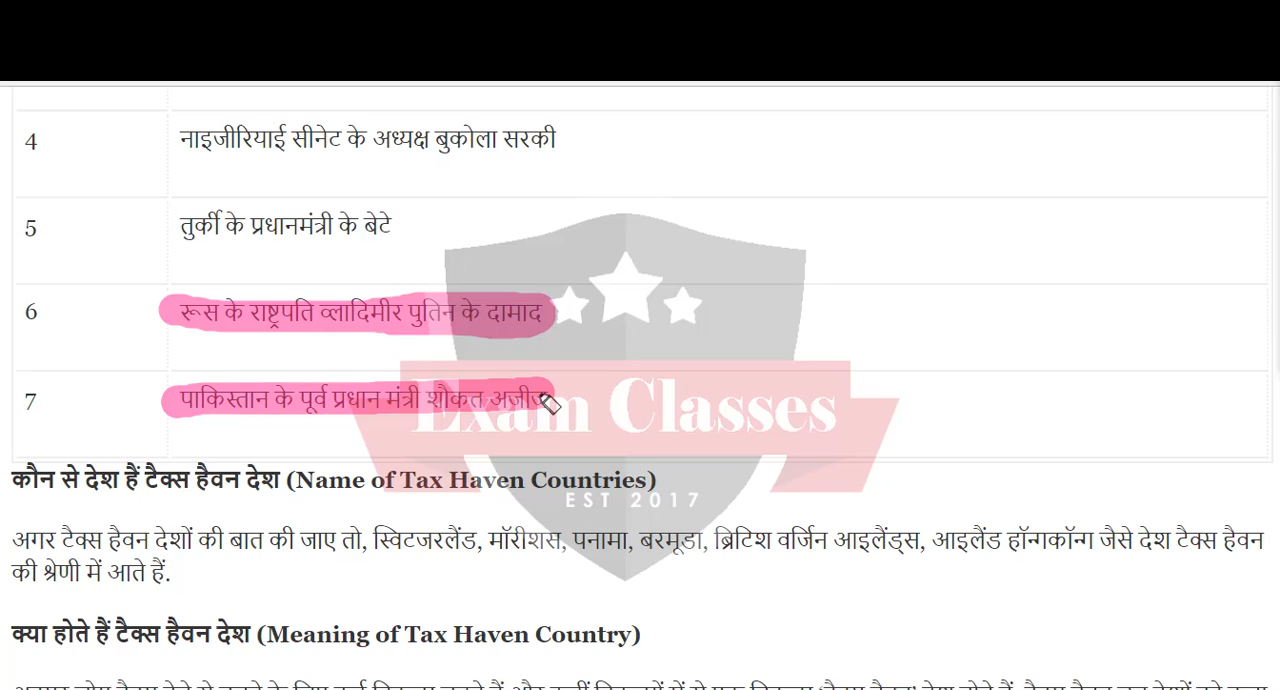 4 नाइजीरियाई सीनेट के अध्यक्ष बुकोला सरकी
5 तुर्की के प्रधानमंत्री के बेटे
6 रूस के राष्ट्रपति व्लादिमीर पुतिन के दामाद
7 पाकिस्तान के पूर्व प्रधान मंत्री शौकत अजीज
Exam Classes
कौन से देश हैं टैक्स हैवन देश (Name of Tax Haven Countries)
EST 2017
अगर टैक्स हैवन देशों की बात की जाए तो, स्विटजरलैंड, मॉरीशस, पनामा, बरमूडा, ब्रिटिश वर्जिन आइलैंड्स, आइलैंड हॉन्गकॉन्ग जैसे देश टैक्स हैवन
की श्रेणी में आते हैं.
क्या होते हैं टैक्स हैवन देश (Meaning of Tax Haven Country)